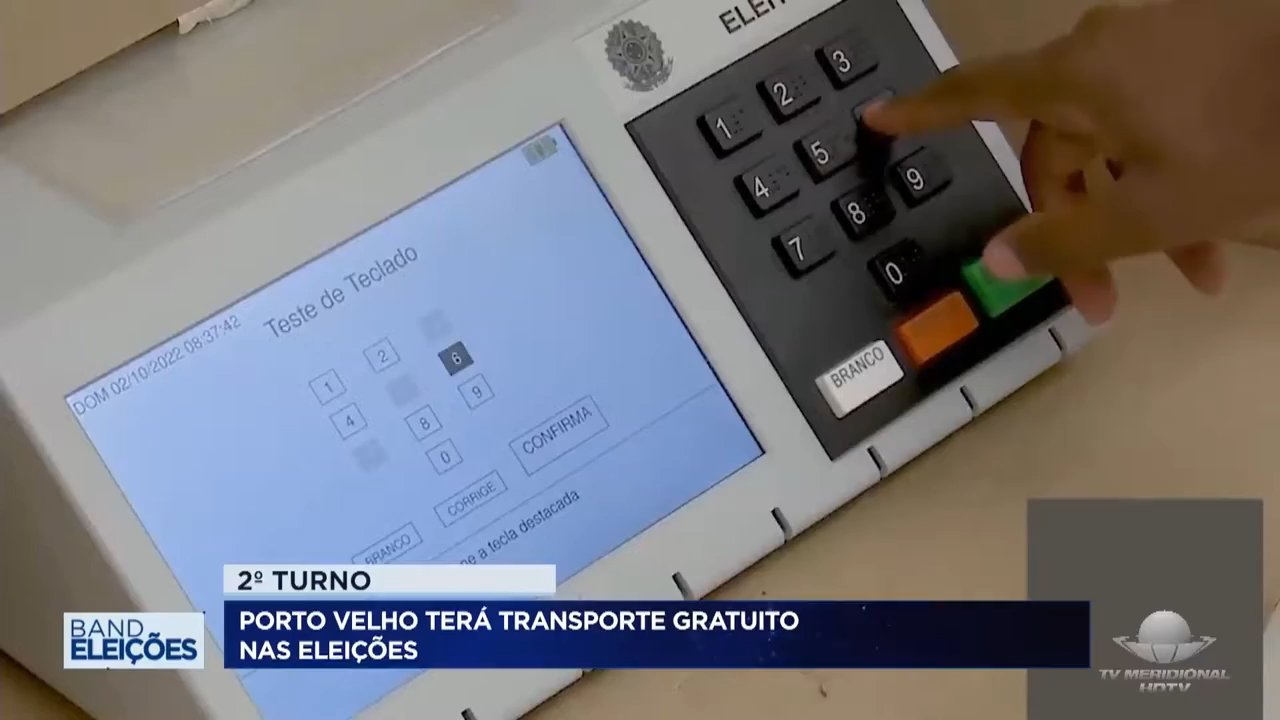 1
2
3
4
5
7
8
9
0
BRANCO
DOM 02/10/2022 08:37:42
Teste de Teclado
1
2
4
6
8
9
0
BRANCO
CORRIGE
CONFIRMA
a tecla destacada
2º TURNO
PORTO VELHO TERÁ TRANSPORTE GRATUITO
NAS ELEIÇÕES
BAND
ELEIÇÕES
TV MERIDIONAL
HDTV